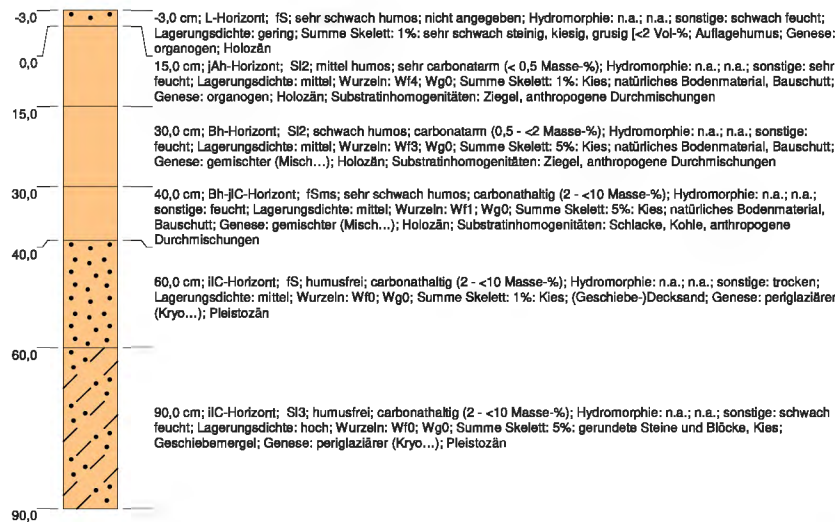 -3,0
-3,0 cm; L-Horizont; fS; sehr schwach humos; nicht angegeben; Hydromorphie: n.a.; n.a.; sonstige: schwach feucht;
Lagerungsdichte: gering; Summe Skelett: 1%: sehr schwach steinig, kiesig, grusig [<2 Vol-%; Auflagehumus; Genese:
organogen; Holozän
0,0
15,0 cm; jAh-Horizont; Sl2; mittel humos; sehr carbonatarm (< 0,5 Masse-%); Hydromorphie: n.a.; n.a.; sonstige: sehr
feucht; Lagerungsdichte: mittel; Wurzeln: Wf4; Wg0; Summe Skelett: 1%: Kies; natürliches Bodenmaterial, Bauschutt;
Genese: organogen; Holozän; Substratinhomogenitäten: Ziegel, anthropogene Durchmischungen
15,0
30,0 cm; Bh-Horizont; Sl2; schwach humos; carbonatarm (0,5 - <2 Masse-%); Hydromorphie: n.a.; n.a.; sonstige:
feucht; Lagerungsdichte: mittel; Wurzeln: Wf3; Wg0; Summe Skelett: 5%: Kies; natürliches Bodenmaterial, Bauschutt;
Genese: gemischter (Misch...); Holozän; Substratinhomogenitäten: Ziegel, anthropogene Durchmischungen
30,0
40,0 cm; Bh-jlC-Horizont; fSms; sehr schwach humos; carbonathaltig (2 - <10 Masse-%); Hydromorphie: n.a.; n.a.;
sonstige: feucht; Lagerungsdichte: mittel; Wurzeln: Wf1; Wg0; Summe Skelett: 5%: Kies; natürliches Bodenmaterial,
Bauschutt; Genese: gemischter (Misch...); Holozän; Substratinhomogenitäten: Schlacke, Kohle, anthropogene
Durchmischungen
40,0
60,0 cm; ilC-Horizont; fS; humusfrei; carbonathaltig (2 - <10 Masse-%); Hydromorphie: n.a.; n.a.; sonstige: trocken;
Lagerungsdichte: mittel; Wurzeln: Wf0; Wg0; Summe Skelett: 1%: Kies; (Geschiebe-)Decksand; Genese: periglaziärer
(Kryo...); Pleistozän
60,0
90,0 cm; ilC-Horizont; Sl3; humusfrei; carbonathaltig (2 - <10 Masse-%); Hydromorphie: n.a.; n.a.; sonstige: schwach
feucht; Lagerungsdichte: hoch; Wurzeln: Wf0; Wg0; Summe Skelett: 5%: gerundete Steine und Blöcke, Kies;
Geschiebemergel; Genese: periglaziärer (Kryo...); Pleistozän
90,0